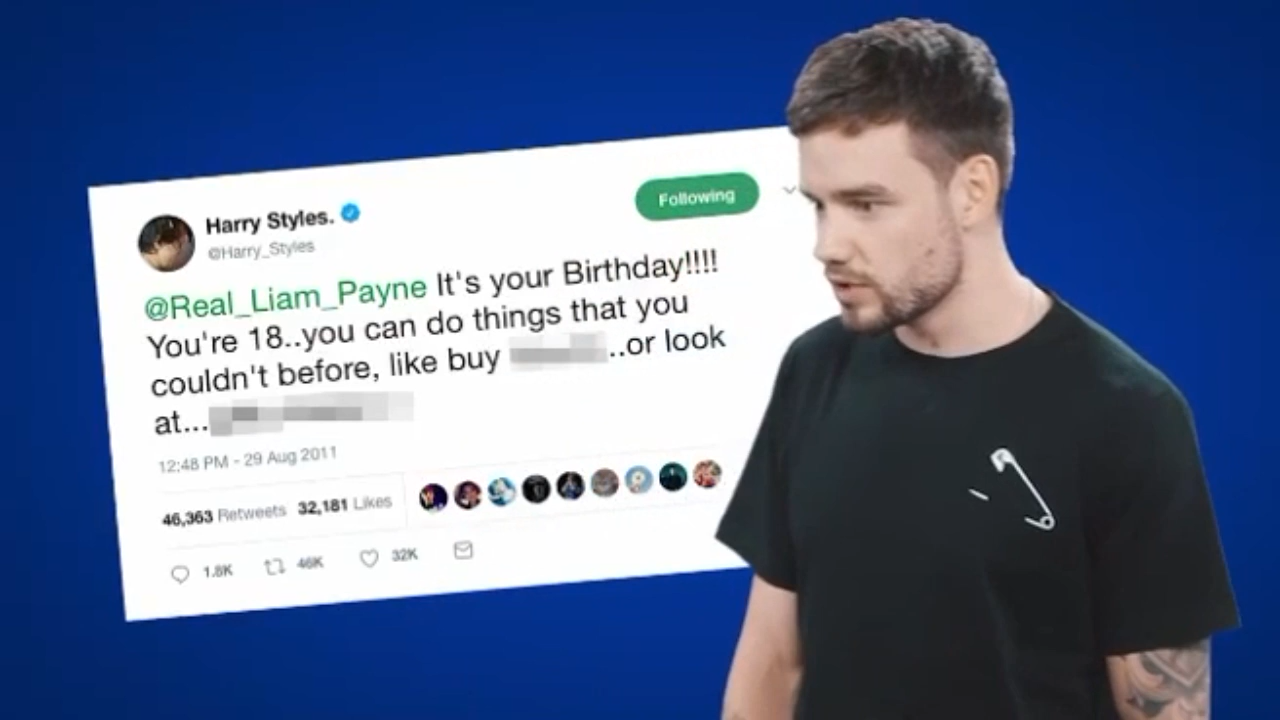 Harry Styles.
@Harry_Styles
Following
@Real_Liam_Payne It's your Birthday!!!!
You're 18..you can do things that you
couldn't before, like buy ..or look
at...
12:48 PM - 29 Aug 2011
46,363 Retweets 32,181 Likes
1.8K 46K 32K